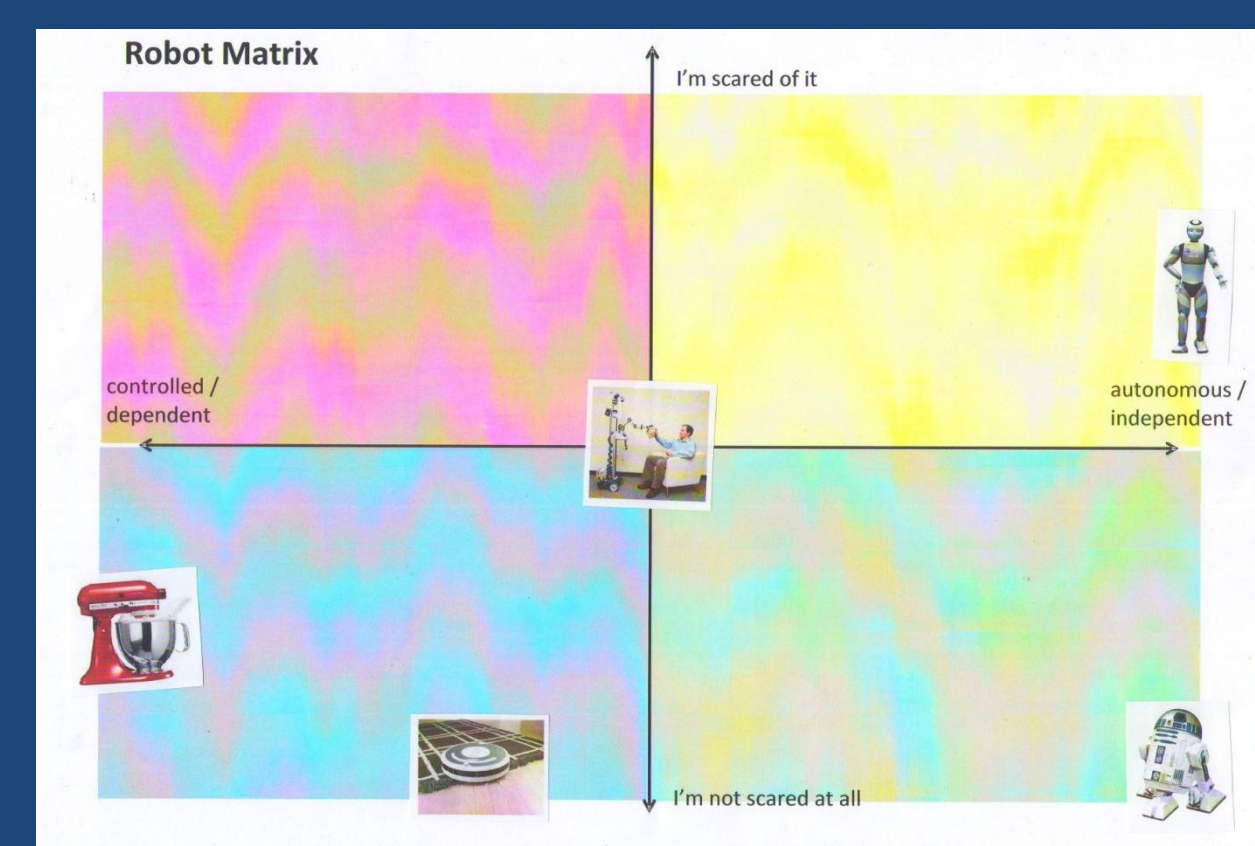 Robot Matrix
I'm scared of it
controlled /
dependent
autonomous /
independent
I'm not scared at all